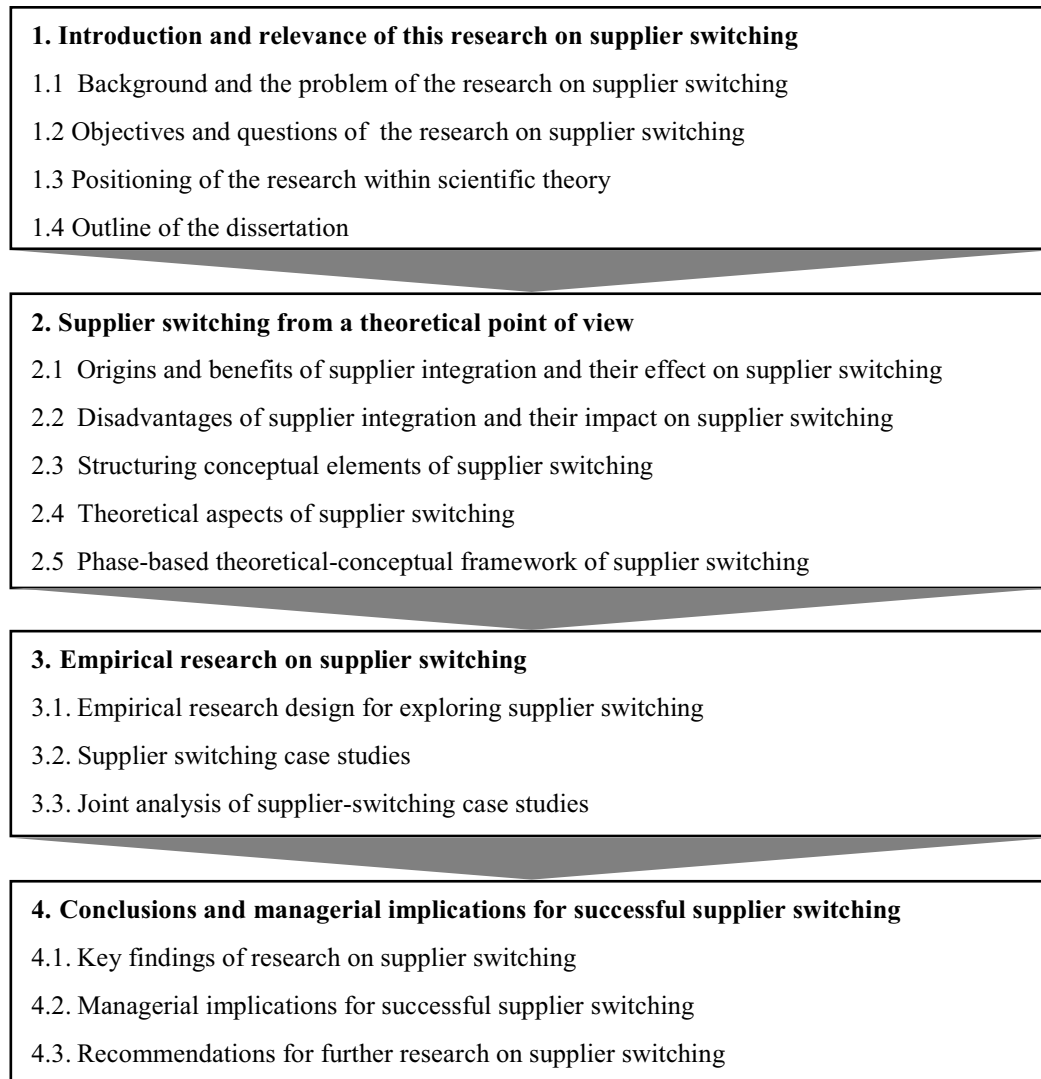 1. Introduction and relevance of this research on supplier switching
1.1 Background and the problem of the research on supplier switching
1.2 Objectives and questions of the research on supplier switching
1.3 Positioning of the research within scientific theory
1.4 Outline of the dissertation
2. Supplier switching from a theoretical point of view
2.1 Origins and benefits of supplier integration and their effect on supplier switching
2.2 Disadvantages of supplier integration and their impact on supplier switching
2.3 Structuring conceptual elements of supplier switching
2.4 Theoretical aspects of supplier switching
2.5 Phase-based theoretical-conceptual framework of supplier switching
3. Empirical research on supplier switching
3.1. Empirical research design for exploring supplier switching
3.2. Supplier switching case studies
3.3. Joint analysis of supplier-switching case studies
4. Conclusions and managerial implications for successful supplier switching
4.1. Key findings of research on supplier switching
4.2. Managerial implications for successful supplier switching
4.3. Recommendations for further research on supplier switching